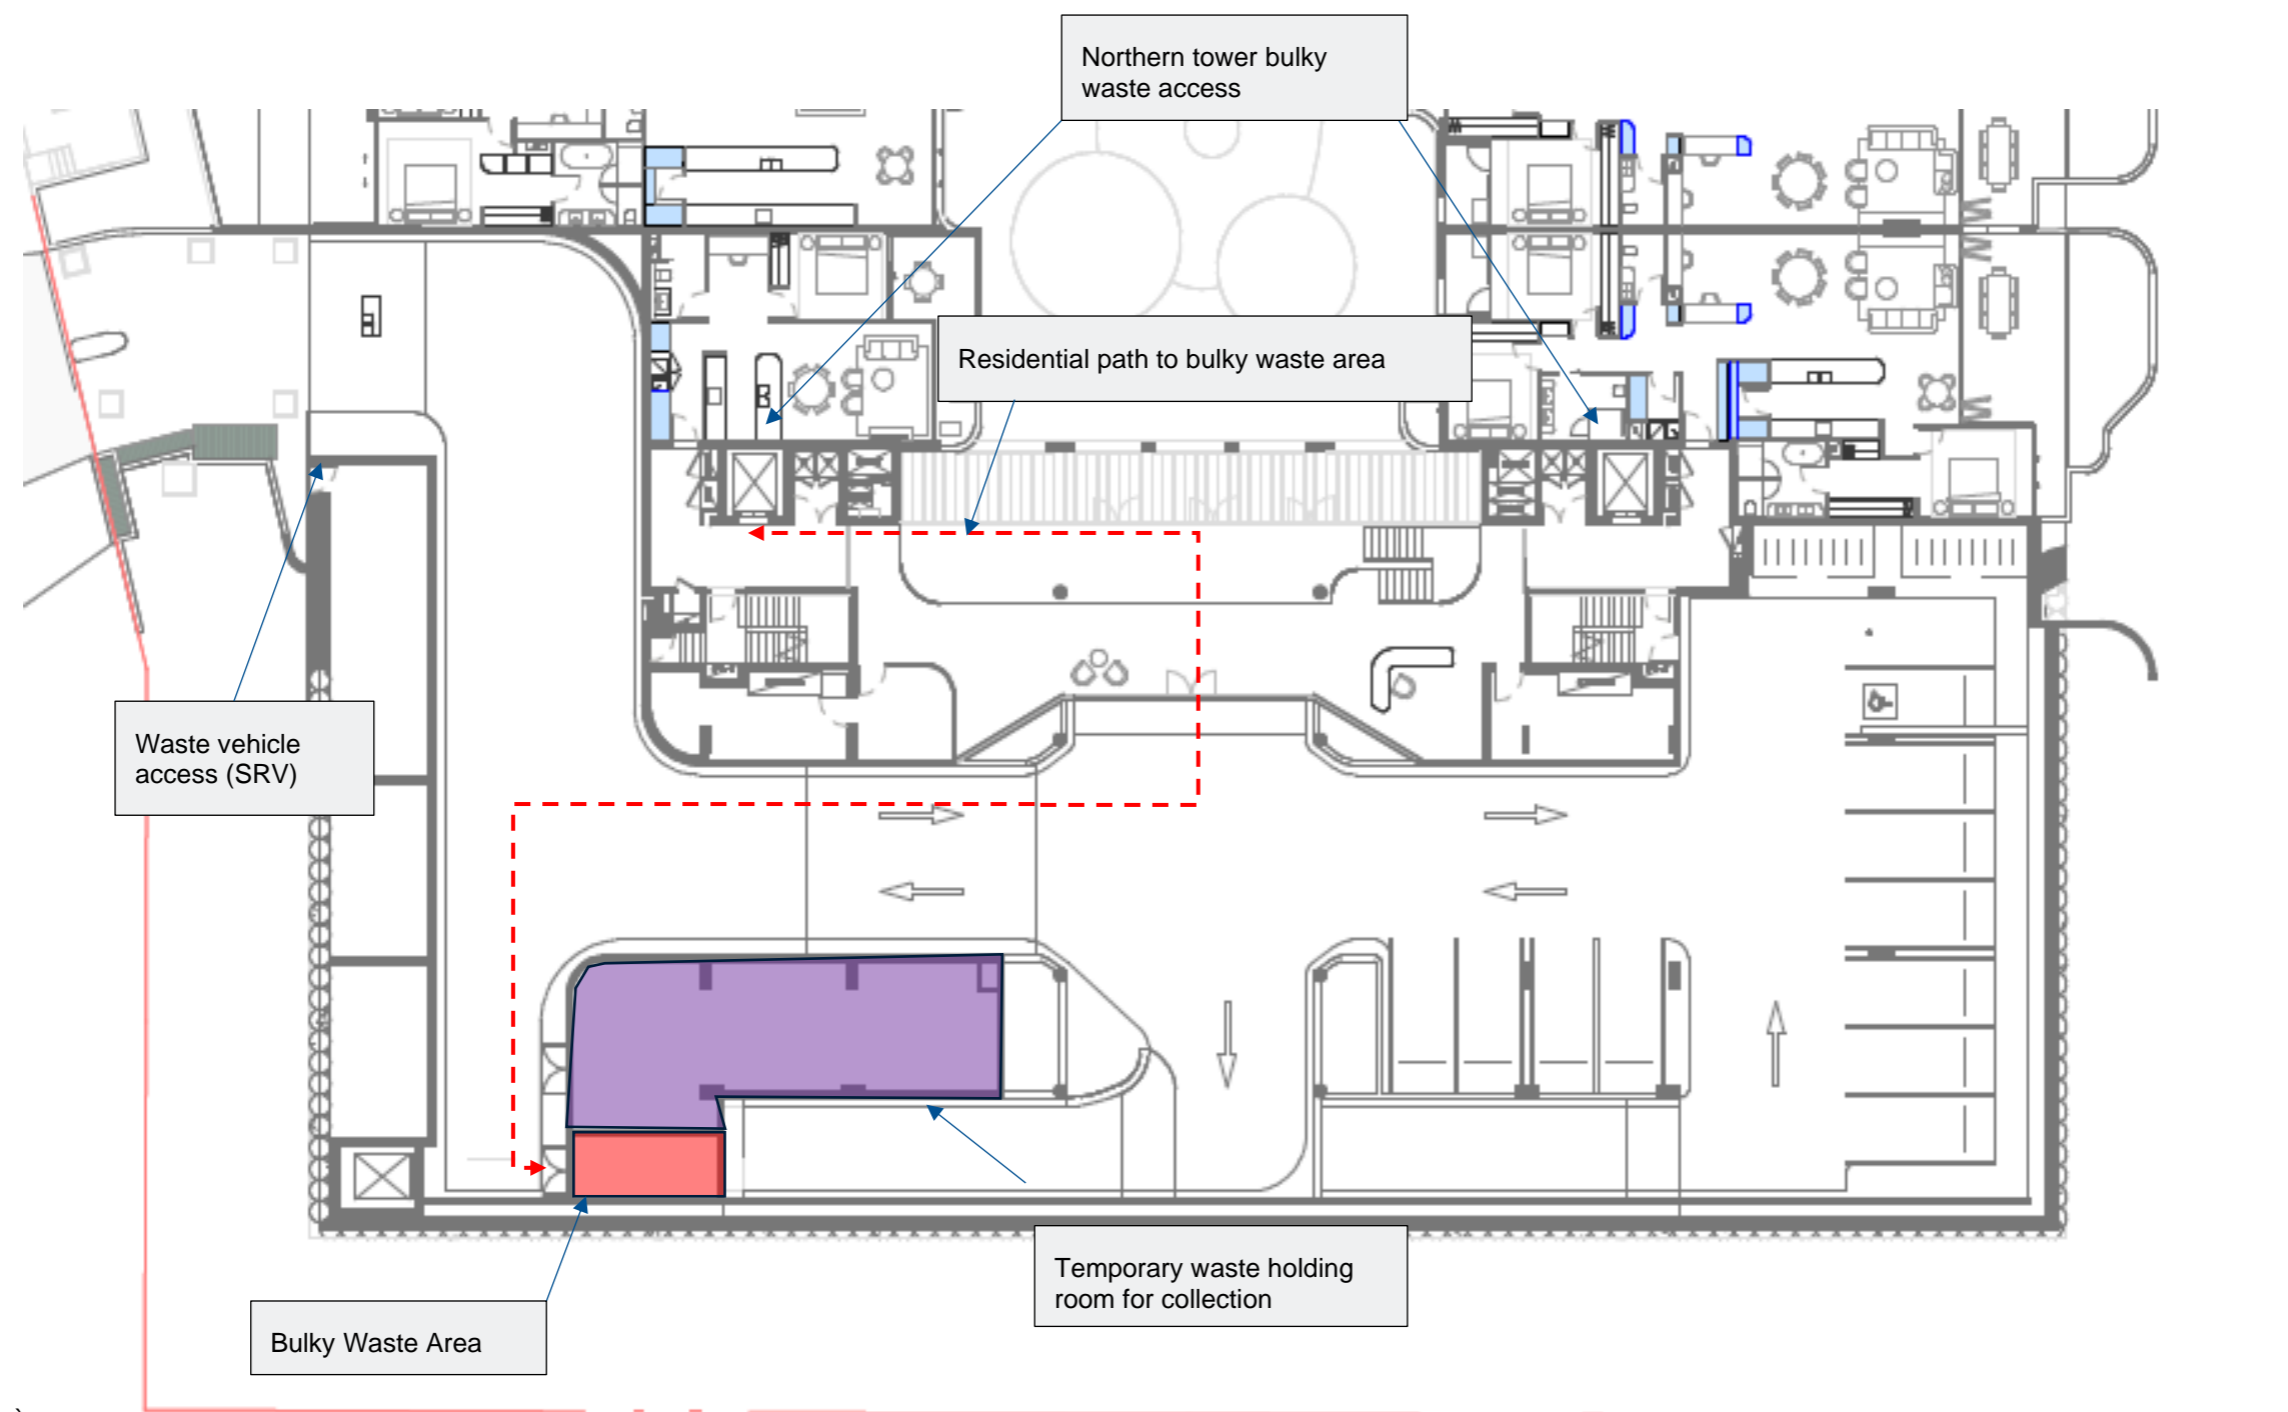 Northern tower bulky
waste access
Residential path to bulky waste area
Waste vehicle
access (SRV)
Temporary waste holding
room for collection
Bulky Waste Area
`